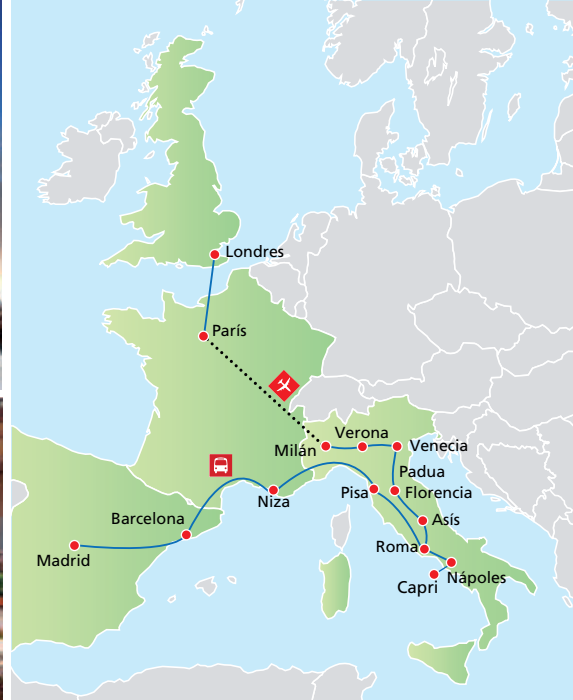 Londres
París
Verona
Milán
Venecia
Padua
Niza
Pisa
Florencia
Barcelona
Asís
Madrid
Roma
Nápoles
Capri